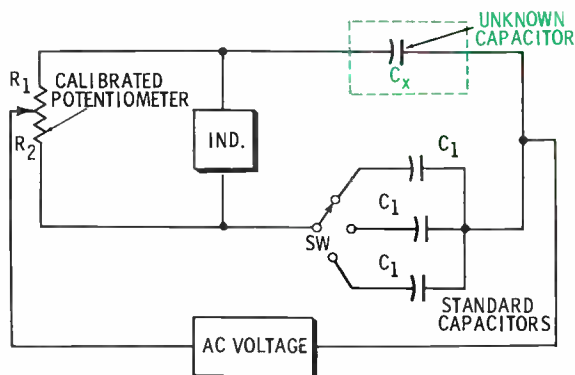 UNKNOWN
CAPACITOR
Cx
R1
CALIBRATED
POTENTIOMETER
R2
IND.
C1
C1
SW
C1
STANDARD
CAPACITORS
AC VOLTAGE